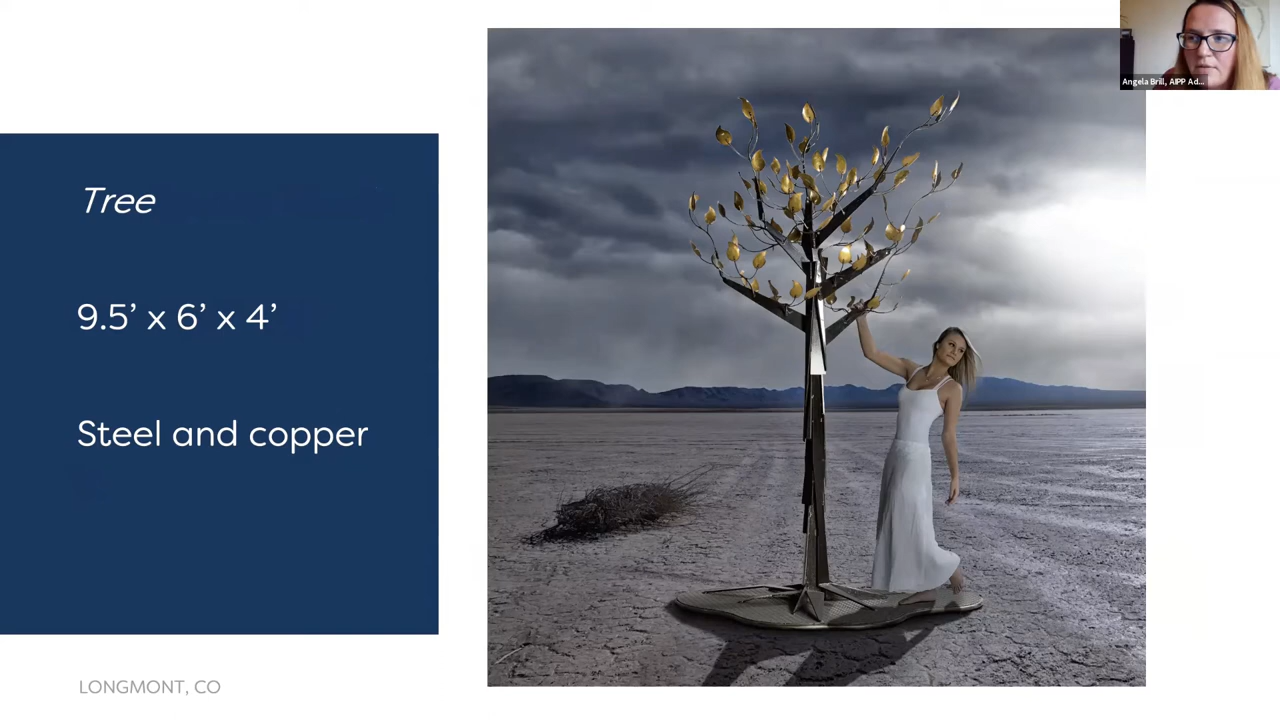 Angela Brill, AIPP Ad...
Tree
9.5’ x 6’ x 4’
Steel and copper
LONGMONT, CO